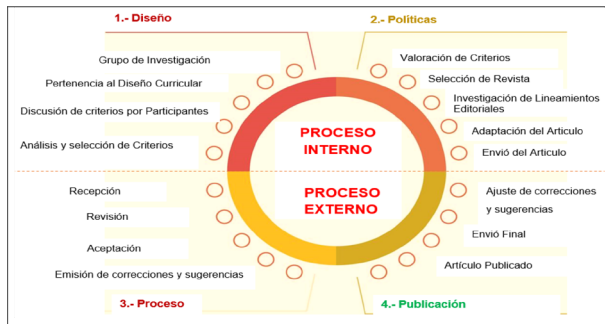 1.- Diseño
Grupo de Investigación
Pertenencia al Diseño Curricular
Discusión de criterios por Participantes
Análisis y selección de Criterios
2.- Políticas
Valoración de Criterios
Selección de Revista
Investigación de Lineamientos
Editoriales
Adaptación del Articulo
Envió del Articulo
PROCESO
INTERNO
PROCESO
EXTERNO
Recepción
Revisión
Aceptación
Emisión de correcciones y sugerencias
3.- Proceso
Ajuste de correcciones
y sugerencias
Envió Final
Artículo Publicado
4.- Publicación